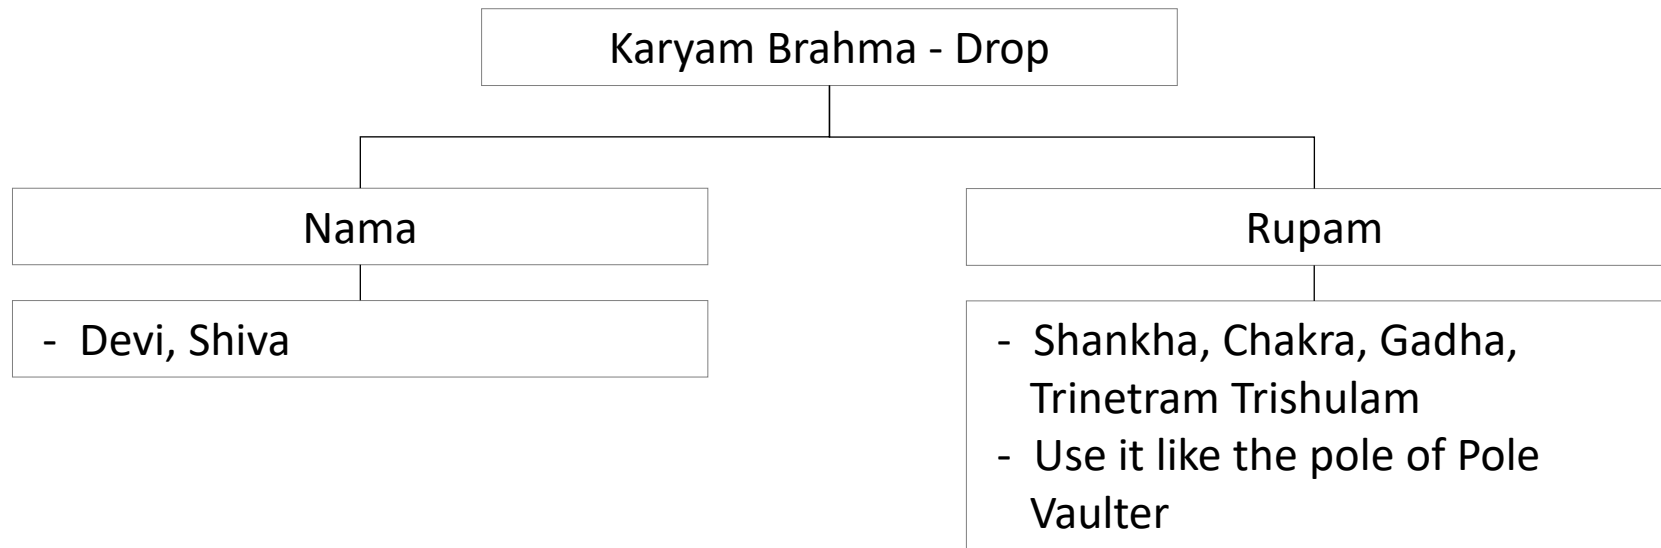 Karyam Brahma - Drop
Nama
Rupam
- Devi, Shiva
- Shankha, Chakra, Gadha,
Trinetram Trishulam
- Use it like the pole of Pole
Vaulter